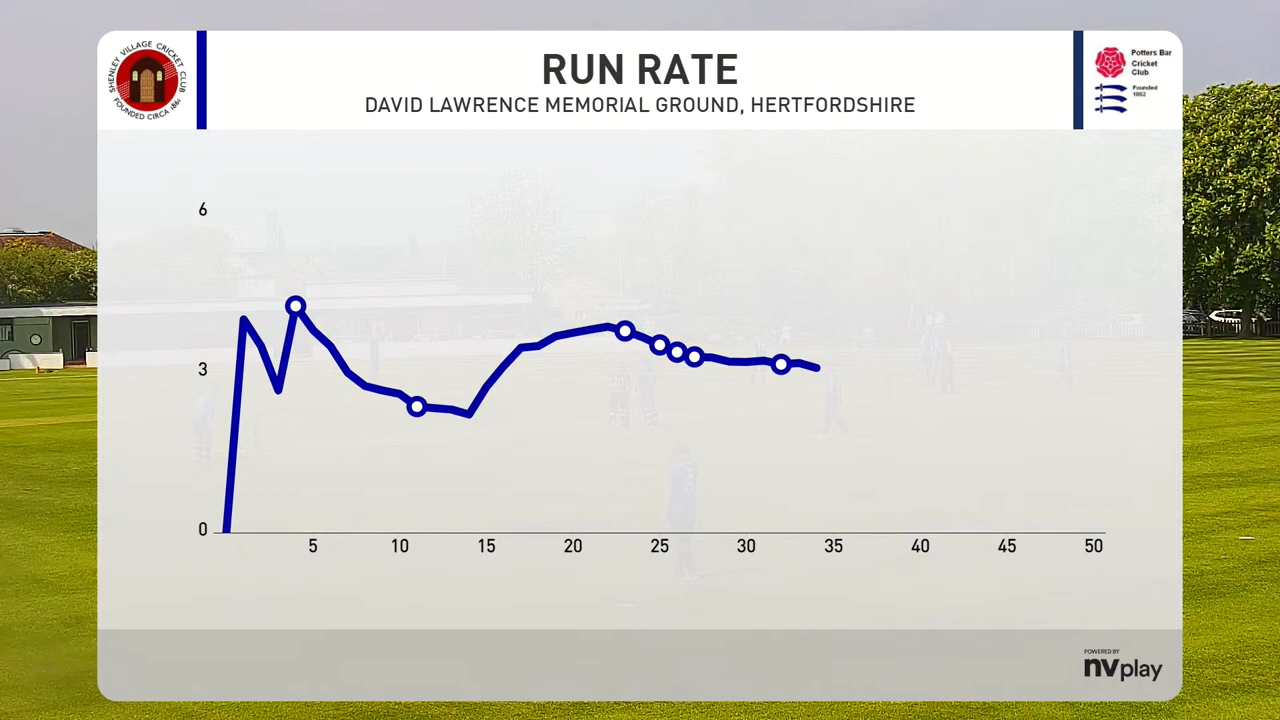 SHENLEY VILLAGE CRICKET CLUB
FOUNDED CIRCA 1861
RUN RATE
DAVID LAWRENCE MEMORIAL GROUND, HERTFORDSHIRE
Potters Bar
Cricket
Club
Founded
1862
6
3
0
5 10 15 20 25 30 35 40 45 50
POWERED BY
nvplay